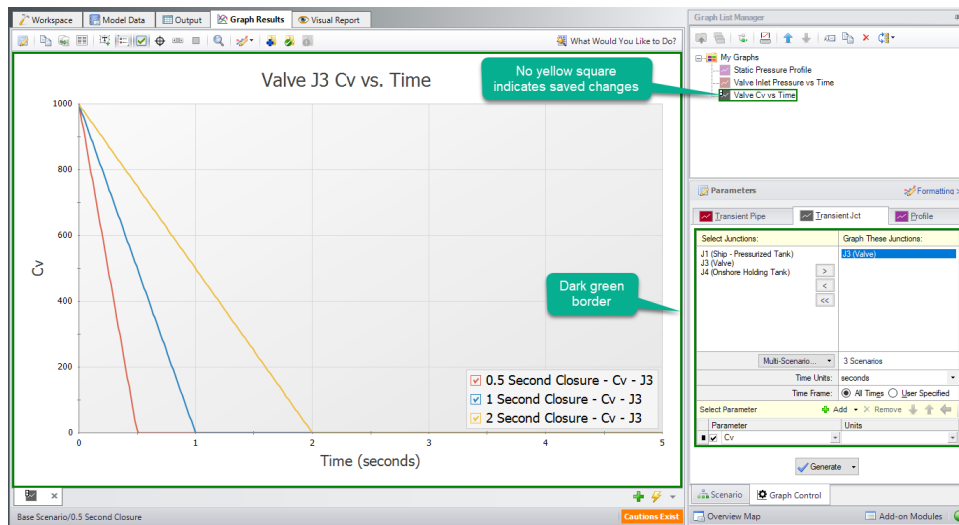 Workspace
Model Data
Output
Graph Results
Visual Report
What Would You Like to Do?
Valve J3 Cv vs. Time
No yellow square
indicates saved changes
1000
800
600
400
200
0
Cv
0 1 2 3 4 5
Time (seconds)
0.5 Second Closure - Cv - J3
1 Second Closure - Cv - J3
2 Second Closure - Cv - J3
Dark green
border
Base Scenario/0.5 Second Closure
Cautions Exist
Graph List Manager
My Graphs
Static Pressure Profile
Valve Inlet Pressure vs Time
Valve Cv vs Time
Parameters
Formatting >
Transient Pipe
Transient Jct
Profile
Select Junctions:
Graph These Junctions:
J1 (Ship - Pressurized Tank)
J3 (Valve)
J4 (Onshore Holding Tank)
J3 (Valve)
>
<
<<
Multi-Scenario...
3 Scenarios
Time Units:
seconds
Time Frame:
All Times
User Specified
Select Parameter
Add
Remove
Parameter
Units
Cv
Generate
Scenario
Graph Control
Overview Map
Add-on Modules